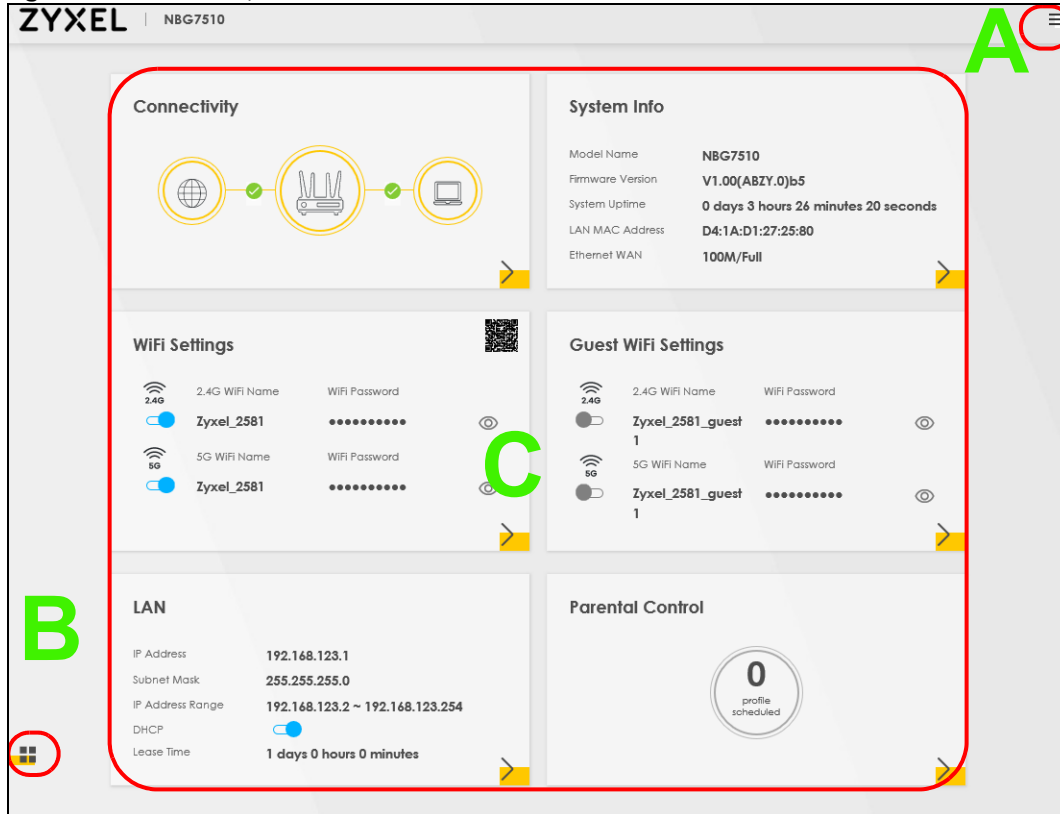 ZYXEL | NBG7510
A
Connectivity
System Info
Model Name NBG7510
Firmware Version V1.00(ABZY.0)b5
System Uptime 0 days 3 hours 26 minutes 20 seconds
LAN MAC Address D4:1A:D1:27:25:80
Ethernet WAN 100M/Full
WiFi Settings
2.4G 2.4G WiFi Name WiFi Password
Zyxel_2581 ●●●●●●●●●●
5G 5G WiFi Name WiFi Password
Zyxel_2581 ●●●●●●●●●●
C
Guest WiFi Settings
2.4G 2.4G WiFi Name WiFi Password
Zyxel_2581_guest ●●●●●●●●●●
1
5G 5G WiFi Name WiFi Password
Zyxel_2581_guest ●●●●●●●●●●
1
B
LAN
IP Address 192.168.123.1
Subnet Mask 255.255.255.0
IP Address Range 192.168.123.2 ~ 192.168.123.254
DHCP
Lease Time 1 days 0 hours 0 minutes
Parental Control
0
profile
scheduled